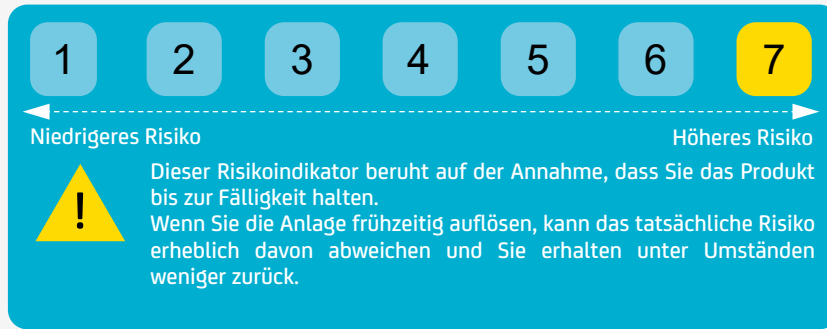 1 2 3 4 5 6 7
Niedrigeres Risiko Höheres Risiko
Dieser Risikoindikator beruht auf der Annahme, dass Sie das Produkt
bis zur Fälligkeit halten.
!
Wenn Sie die Anlage frühzeitig auflösen, kann das tatsächliche Risiko
erheblich davon abweichen und Sie erhalten unter Umständen
weniger zurück.